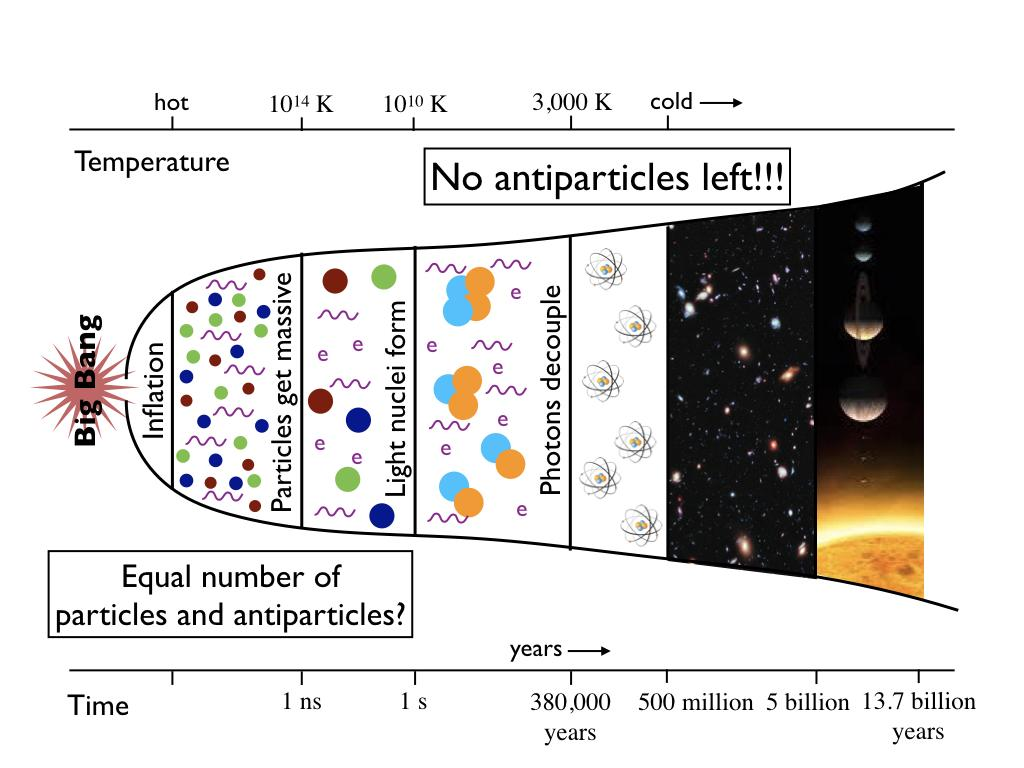 hot
10¹⁴ K
10¹⁰ K
3,000 K
cold
Temperature
No antiparticles left!!!
Big Bang
Inflation
Particles get massive
Light nuclei form
Photons decouple
e
e
e
e
e
e
e
e
e
Equal number of
particles and antiparticles?
years
Time
1 ns
1 s
380,000
years
500 million
5 billion
13.7 billion
years